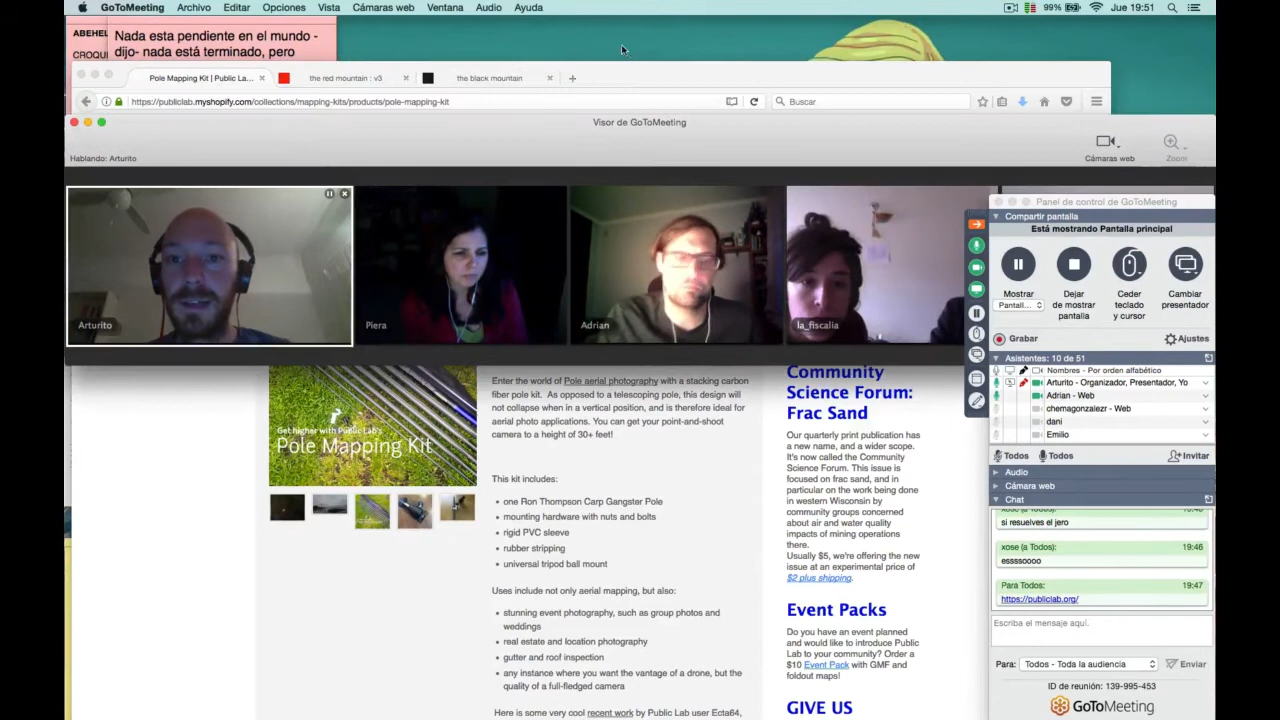 GoToMeeting Archivo Editar Opciones Vista Cámaras web Ventana Audio Ayuda 99% Jue 19:51
ABEHEL
CROQU
Nada esta pendiente en el mundo -
dijo- nada está terminado, pero
Pole Mapping Kit | Public La... the red mountain : v3 the black mountain
https://publiclab.myshopify.com/collections/mapping-kits/products/pole-mapping-kit Buscar
Visor de GoToMeeting
Hablando: Arturito
Cámaras web Zoom
Arturito Piera Adrian la_fiscalia
Get higher with Public Lab's
Pole Mapping Kit
Enter the world of Pole aerial photography with a stacking carbon
fiber pole kit. As opposed to a telescoping pole, this design will
not collapse when in a vertical position, and is therefore ideal for
aerial photo applications. You can get your point-and-shoot
camera to a height of 30+ feet!
This kit includes:
• one Ron Thompson Carp Gangster Pole
• mounting hardware with nuts and bolts
• rigid PVC sleeve
• rubber stripping
• universal tripod ball mount
Uses include not only aerial mapping, but also:
• stunning event photography, such as group photos and
weddings
• real estate and location photography
• gutter and roof inspection
• any instance where you want the vantage of a drone, but the
quality of a full-fledged camera
Here is some very cool recent work by Public Lab user Ecta64,
Community
Science Forum:
Frac Sand
Our quarterly print publication has
a new name, and a wider scope.
It's now called the Community
Science Forum. This issue is
focused on frac sand, and in
particular on the work being done
in western Wisconsin by
community groups concerned
about air and water quality
impacts of mining operations
there.
Usually $5, we're offering the new
issue at an experimental price of
$2 plus shipping.
Event Packs
Do you have an event planned
and would like to introduce Public
Lab to your community? Order a
$10 Event Pack with GMF and
foldout maps!
GIVE US
Panel de control de GoToMeeting
Compartir pantalla
Está mostrando Pantalla principal
Mostrar
Pantall...
Dejar
de mostrar
pantalla
Ceder
teclado
y cursor
Cambiar
presentador
Grabar Ajustes
Asistentes: 10 de 51
Nombres - Por orden alfabético
Arturito - Organizador, Presentador, Yo
Adrian - Web
chemagonzalezr - Web
dani
Emilio
Todos Todos Invitar
Audio
Cámara web
Chat
si resuelves el jero
xose (a Todos): 19:46
essssoooo
Para Todos: 19:47
https://publiclab.org/
Escriba el mensaje aquí.
Para: Todos - Toda la audiencia Enviar
ID de reunión: 139-995-453
GoToMeeting